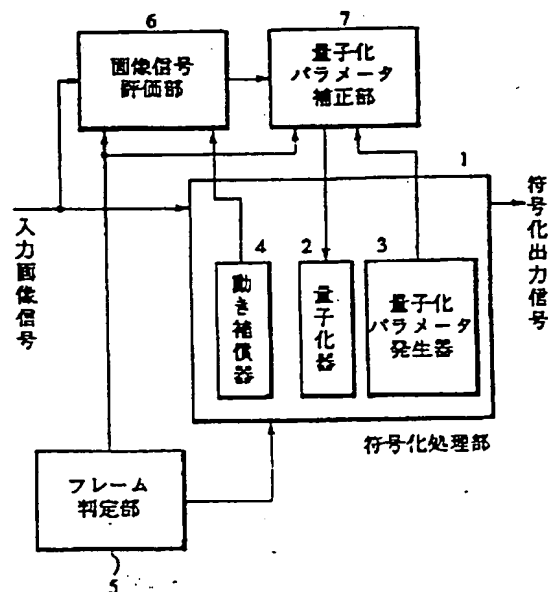 6
画像信号
評価部
7
量子化
パラメータ
補正部
1
符号化出力信号
入力画像信号
4
動き補償器
2
量子化器
3
量子化
パラメータ
発生器
符号化処理部
フレーム
判定部
5